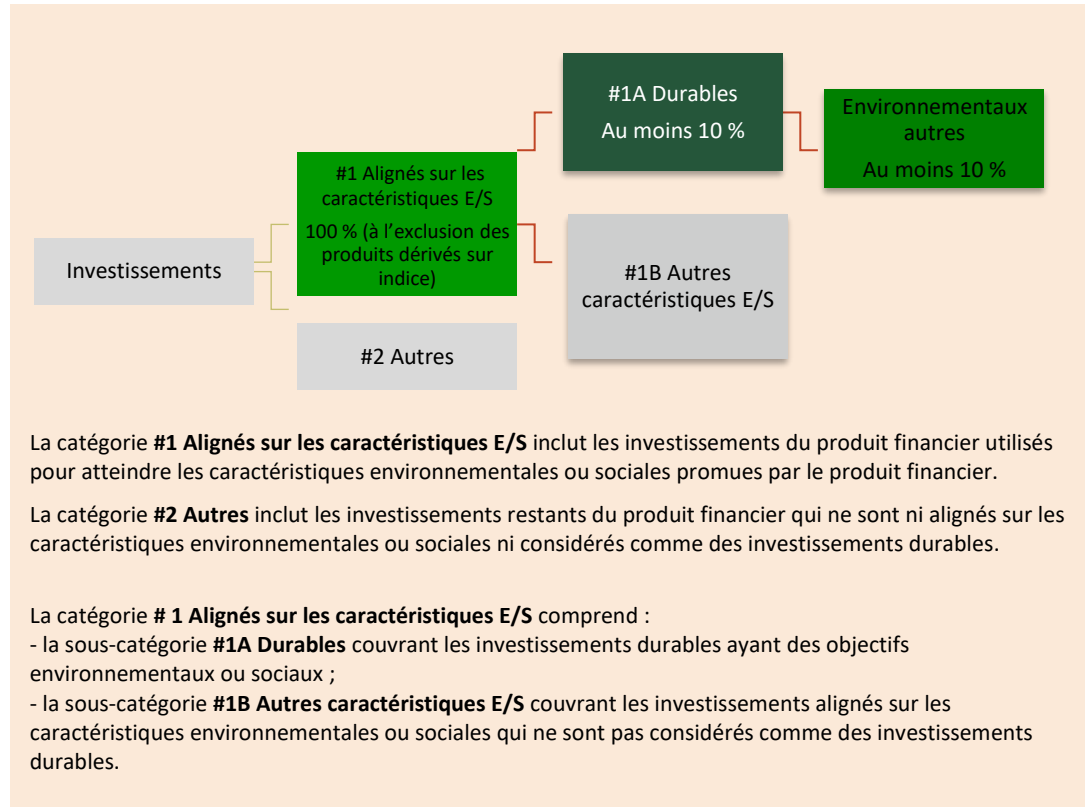 #1A Durables
Au moins 10 %
Environnementaux
autres
Au moins 10 %
#1 Alignés sur les
caractéristiques E/S
100 % (à l’exclusion des
produits dérivés sur
indice)
Investissements
#1B Autres
caractéristiques E/S
#2 Autres
La catégorie #1 Alignés sur les caractéristiques E/S inclut les investissements du produit financier utilisés
pour atteindre les caractéristiques environnementales ou sociales promues par le produit financier.
La catégorie #2 Autres inclut les investissements restants du produit financier qui ne sont ni alignés sur les
caractéristiques environnementales ou sociales ni considérés comme des investissements durables.
La catégorie # 1 Alignés sur les caractéristiques E/S comprend :
- la sous-catégorie #1A Durables couvrant les investissements durables ayant des objectifs
environnementaux ou sociaux ;
- la sous-catégorie #1B Autres caractéristiques E/S couvrant les investissements alignés sur les
caractéristiques environnementales ou sociales qui ne sont pas considérés comme des investissements
durables.